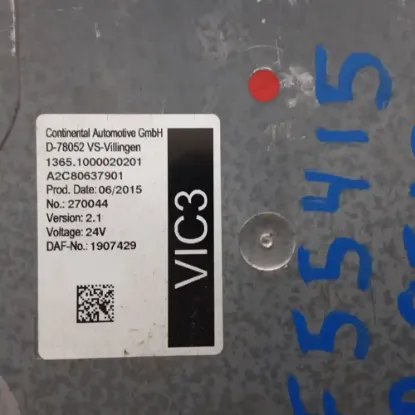 Continental Automotive GmbH
D-78052 VS-Villingen
1365.1000020201
A2C80637901
Prod. Date: 06/2015
No.: 270044
Version: 2.1
Voltage: 24V
DAF-No.: 1907429
VIC3
55415